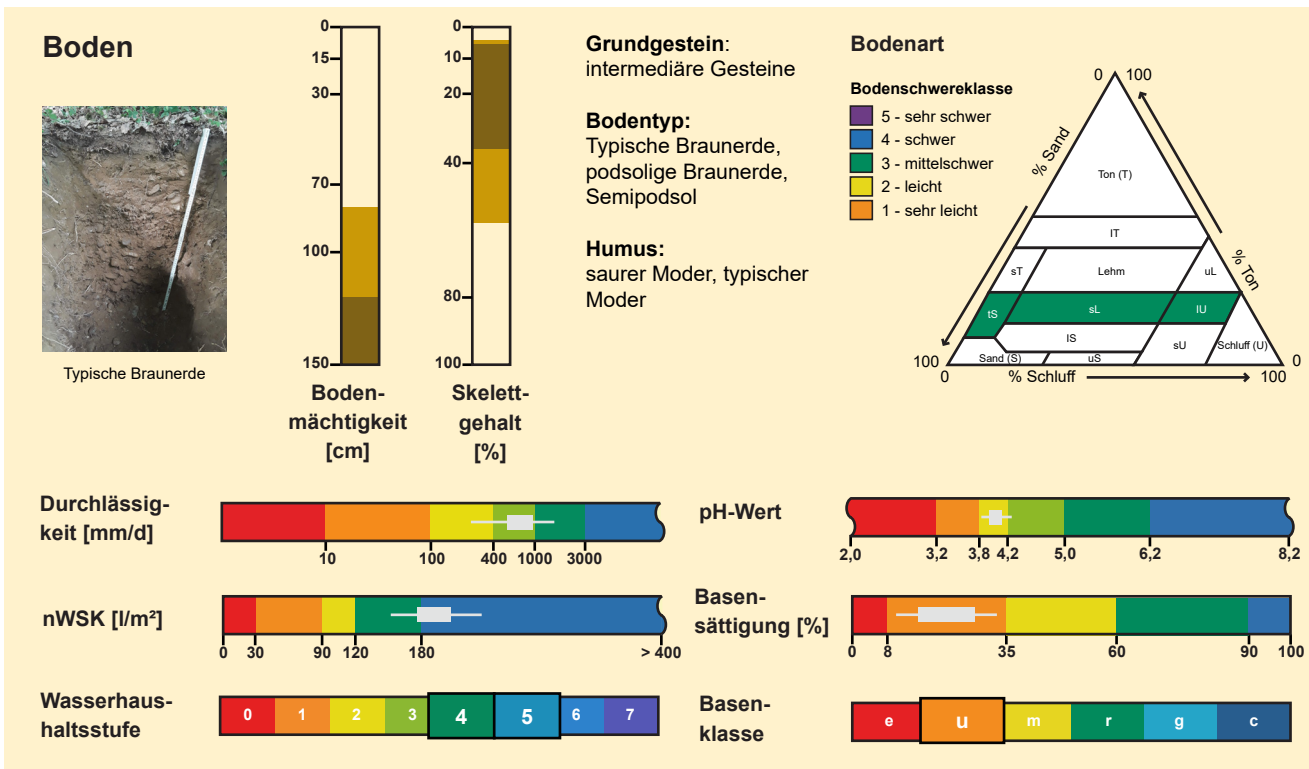 Boden
Typische Braunerde
0
15
30
70
100
150
Boden-
mächtigkeit
[cm]
0
10
20
40
80
100
Skelett-
gehalt
[%]
Grundgestein:
intermediäre Gesteine
Bodentyp:
Typische Braunerde,
podsolige Braunerde,
Semipodsol
Humus:
saurer Moder, typischer
Moder
Bodenart
Bodenschwereklasse
5 - sehr schwer
4 - schwer
3 - mittelschwer
2 - leicht
1 - sehr leicht
0 100
% Sand
% Ton
Ton (T)
lT
sT Lehm uL
tS sL lU
lS
sU Schluff (U)
Sand (S) uS
100 0
0 % Schluff 100
Durchlässig-
keit [mm/d]
10 100 400 1000 3000
pH-Wert
2,0 3,2 3,8 4,2 5,0 6,2 8,2
nWSK [l/m²]
0 30 90 120 180 > 400
Basen-
sättigung [%]
0 8 35 60 90 100
Wasserhaus-
haltsstufe
0 1 2 3 4 5 6 7
Basen-
klasse
e u m r g c